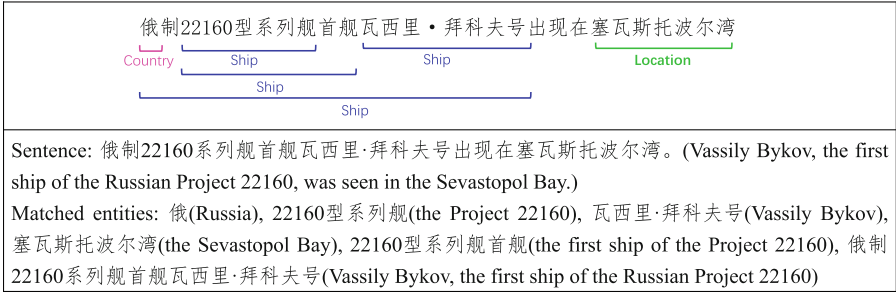 俄制22160型系列舰首舰瓦西里·拜科夫号出现在塞瓦斯托波尔湾
Country Ship Ship Location
Ship
Ship
Sentence: 俄制22160系列舰首舰瓦西里·拜科夫号出现在塞瓦斯托波尔湾。(Vassily Bykov, the first
ship of the Russian Project 22160, was seen in the Sevastopol Bay.)
Matched entities: 俄(Russia), 22160型系列舰(the Project 22160), 瓦西里·拜科夫号(Vassily Bykov),
塞瓦斯托波尔湾(the Sevastopol Bay), 22160型系列舰首舰(the first ship of the Project 22160), 俄制
22160系列舰首舰瓦西里·拜科夫号(Vassily Bykov, the first ship of the Russian Project 22160)